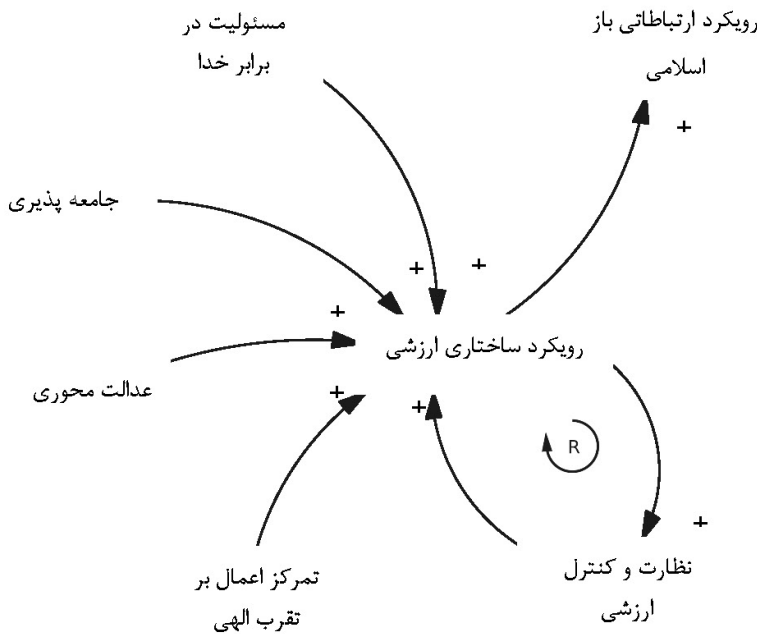 رویکرد ارتباطاتی باز
اسلامی
مسئولیت در
برابر خدا
+
جامعه پذیری
+
+
+
رویکرد ساختاری ارزشی
عدالت محوری
+
+
R
+
نظارت و کنترل
ارزشی
تمرکز اعمال بر
تقرب الهی